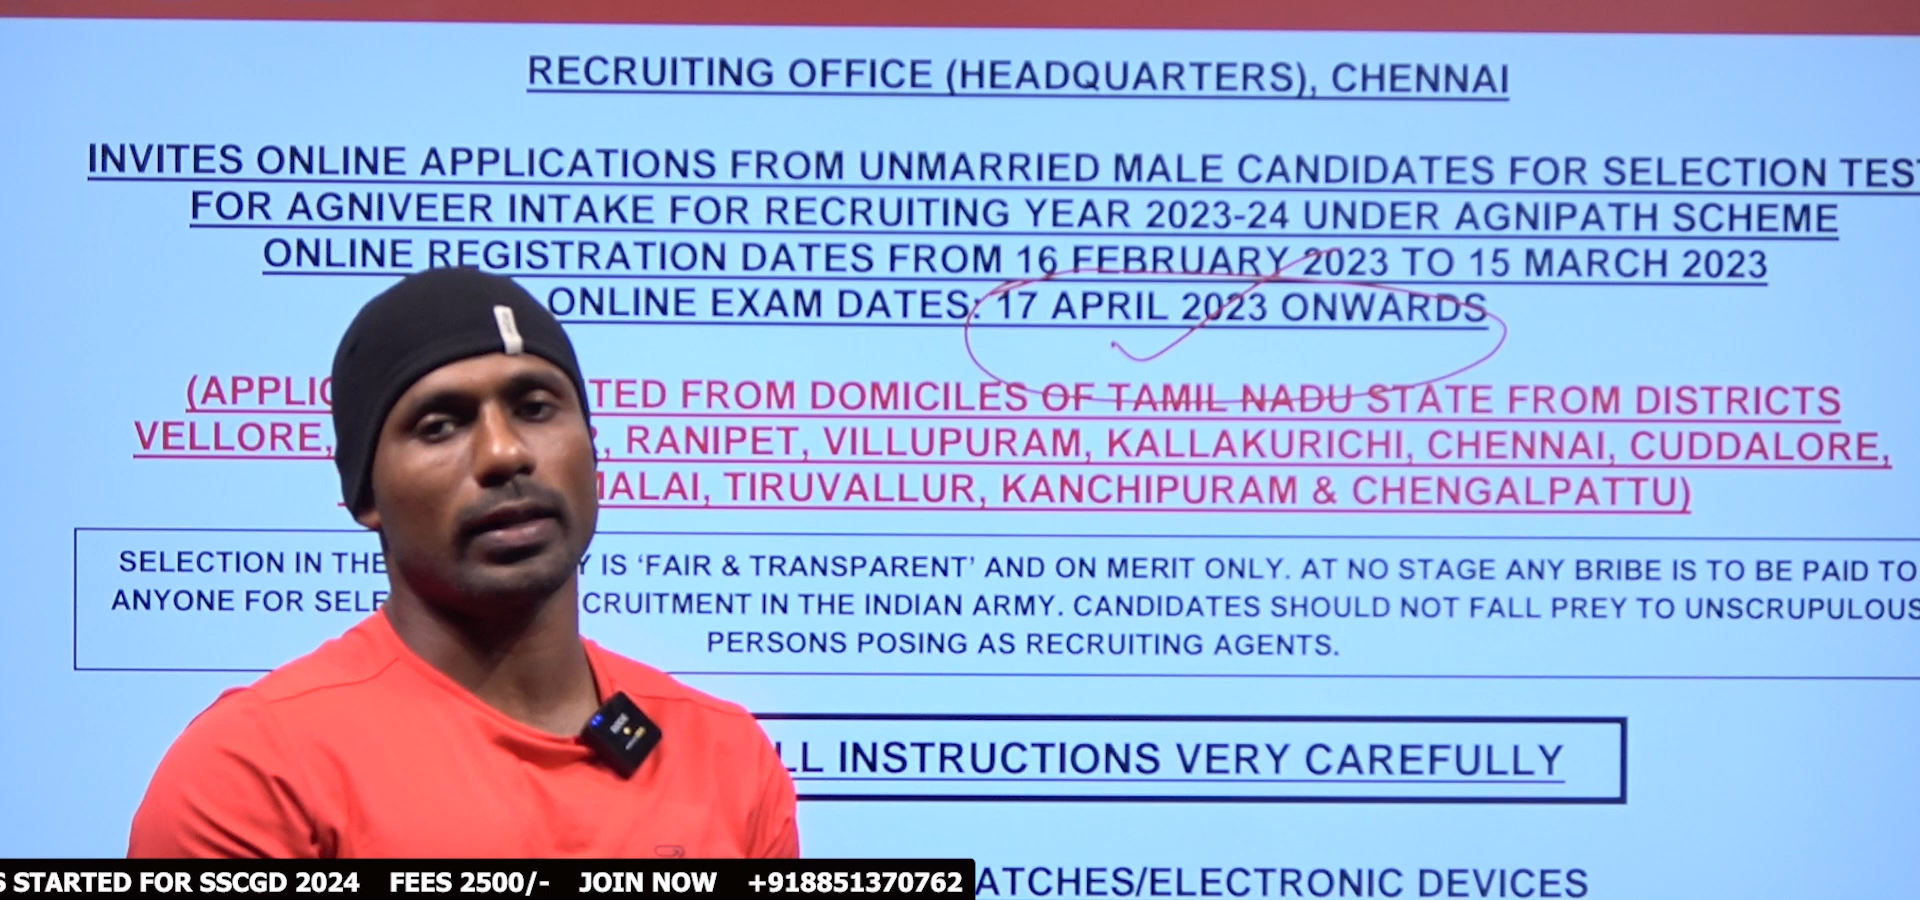 RECRUITING OFFICE (HEADQUARTERS), CHENNAI
INVITES ONLINE APPLICATIONS FROM UNMARRIED MALE CANDIDATES FOR SELECTION TEST
FOR AGNIVEER INTAKE FOR RECRUITING YEAR 2023-24 UNDER AGNIPATH SCHEME
ONLINE REGISTRATION DATES FROM 16 FEBRUARY 2023 TO 15 MARCH 2023
ONLINE EXAM DATES: 17 APRIL 2023 ONWARDS
(APPLIC TED FROM DOMICILES OF TAMIL NADU STATE FROM DISTRICTS
VELLORE, R, RANIPET, VILLUPURAM, KALLAKURICHI, CHENNAI, CUDDALORE,
MALAI, TIRUVALLUR, KANCHIPURAM & CHENGALPATTU)
SELECTION IN THE Y IS ‘FAIR & TRANSPARENT’ AND ON MERIT ONLY. AT NO STAGE ANY BRIBE IS TO BE PAID TO
ANYONE FOR SELE CRUITMENT IN THE INDIAN ARMY. CANDIDATES SHOULD NOT FALL PREY TO UNSCRUPULOUS
PERSONS POSING AS RECRUITING AGENTS.
LL INSTRUCTIONS VERY CAREFULLY
ATCHES/ELECTRONIC DEVICES
S STARTED FOR SSCGD 2024 FEES 2500/- JOIN NOW +918851370762